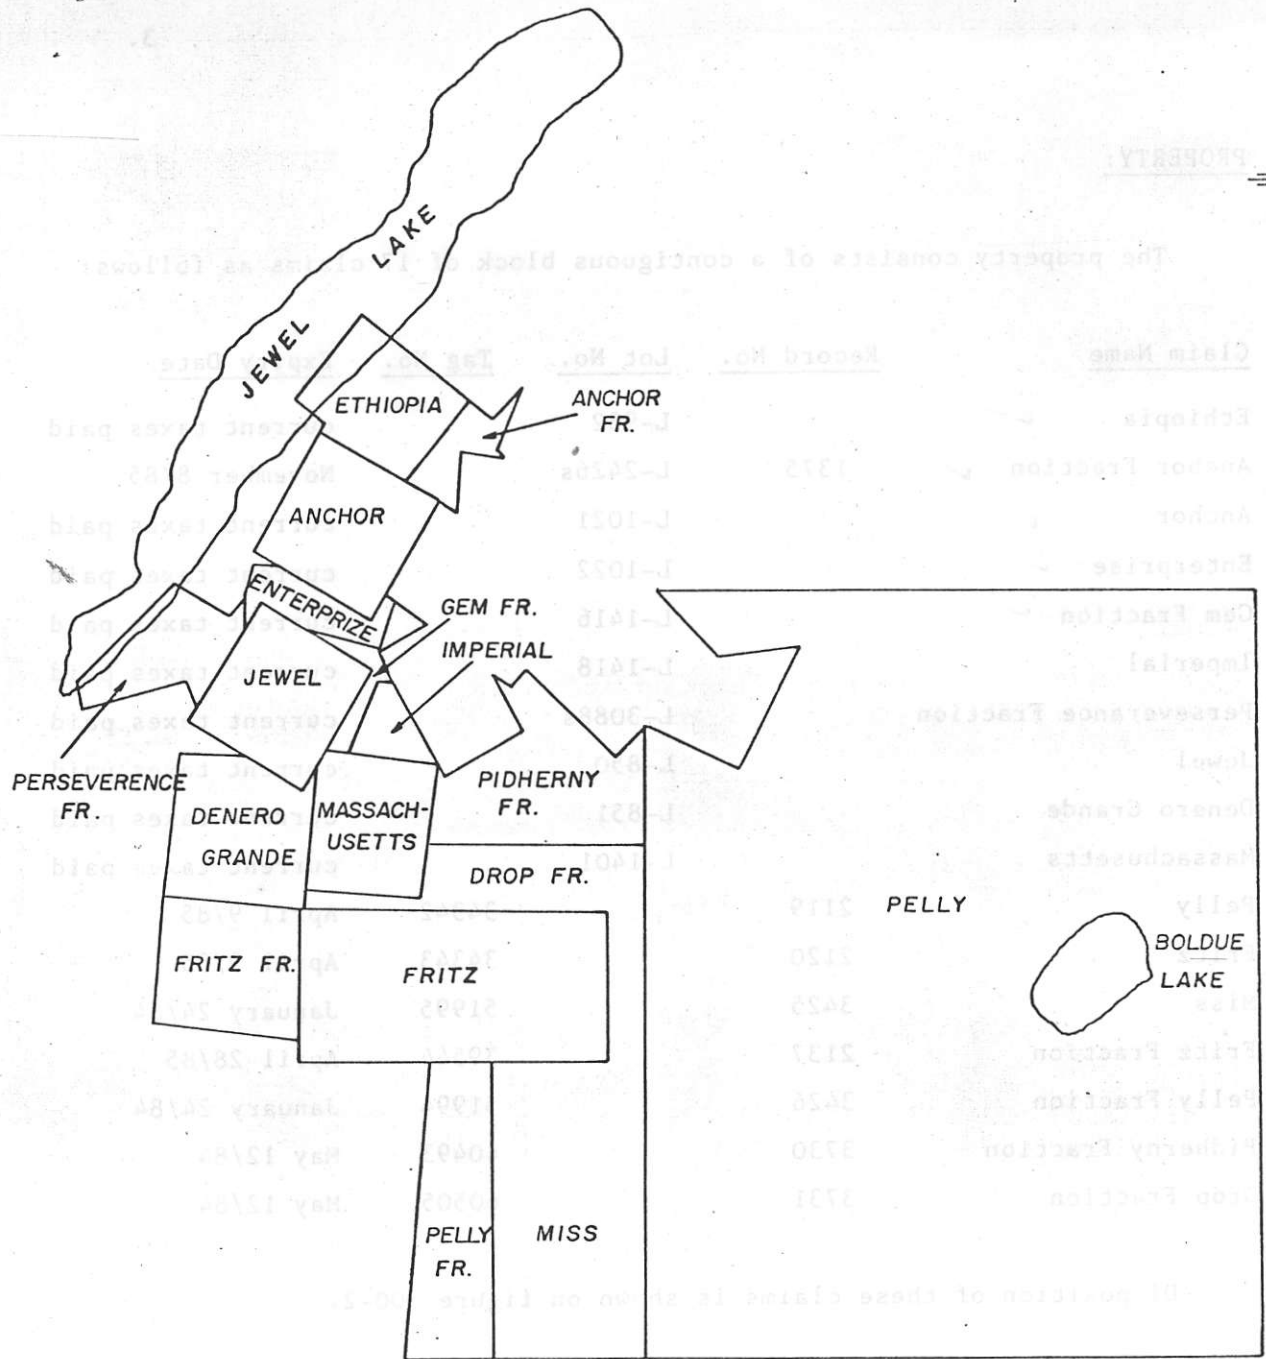 JEWEL LAKE
ETHIOPIA
ANCHOR
FR.
ANCHOR
ENTERPRIZE
GEM FR.
IMPERIAL
JEWEL
PERSEVERENCE
FR.
DENERO
GRANDE
MASSACH-
USETTS
PIDHERNY
FR.
DROP FR.
PELLY
BOLDUE
LAKE
FRITZ FR.
FRITZ
PELLY
FR.
MISS
3.
PROPERTY:
The property consists of a contiguous block of 17 claims as follows:
Claim Name Record No. Lot No. Tag No. Expiry Date
Ethiopia current taxes paid
Anchor Fraction 1375 L-2426s November 8/85
Anchor L-1021 current taxes paid
Enterprise L-1022 current taxes paid
Gem Fraction L-1416 current taxes paid
Imperial L-1418 current taxes paid
Perseverance Fraction L-3088s current taxes paid
Jewel L-890 current taxes paid
Denero Grande L-851 current taxes paid
Massachusetts L-1401 current taxes paid
Pelly 2119 April 9/85
Fritz 2120 34343
Miss 3425 51995 January 24/84
Fritz Fraction 2137 April 28/85
Pelly Fraction 3426 January 24/84
Pidherny Fraction 3730 May 12/84
Drop Fraction 3731 May 12/84
position of these claims is shown on figure